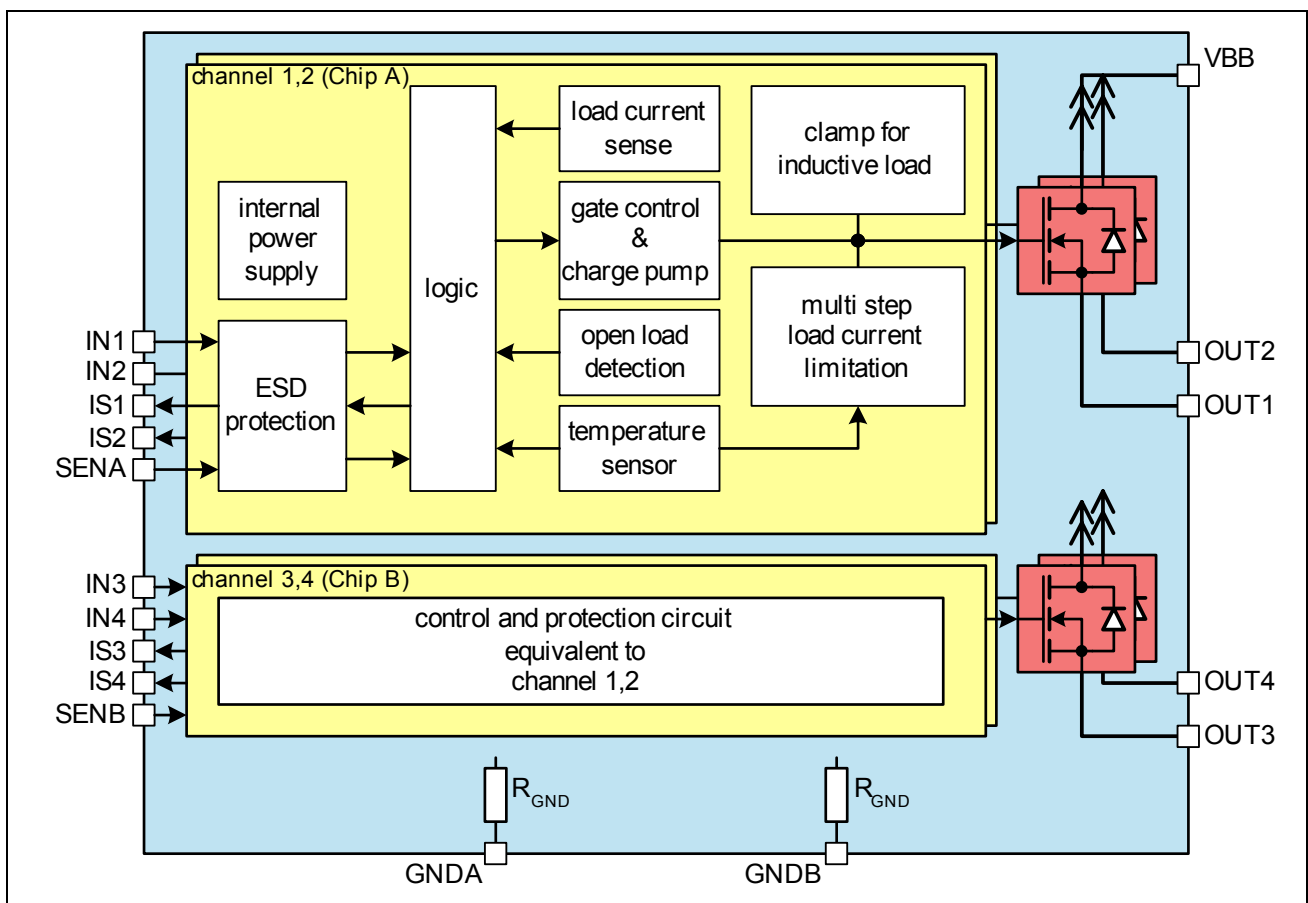 VBB
channel 1,2 (Chip A)
load current
sense
clamp for
inductive load
internal
power
supply
logic
gate control
&
charge pump
multi step
load current
limitation
open load
detection
ESD
protection
temperature
sensor
IN1
IN2
IS1
IS2
SENA
OUT2
OUT1
channel 3,4 (Chip B)
control and protection circuit
equivalent to
channel 1,2
IN3
IN4
IS3
IS4
SENB
OUT4
OUT3
RGND
RGND
GNDA
GNDB